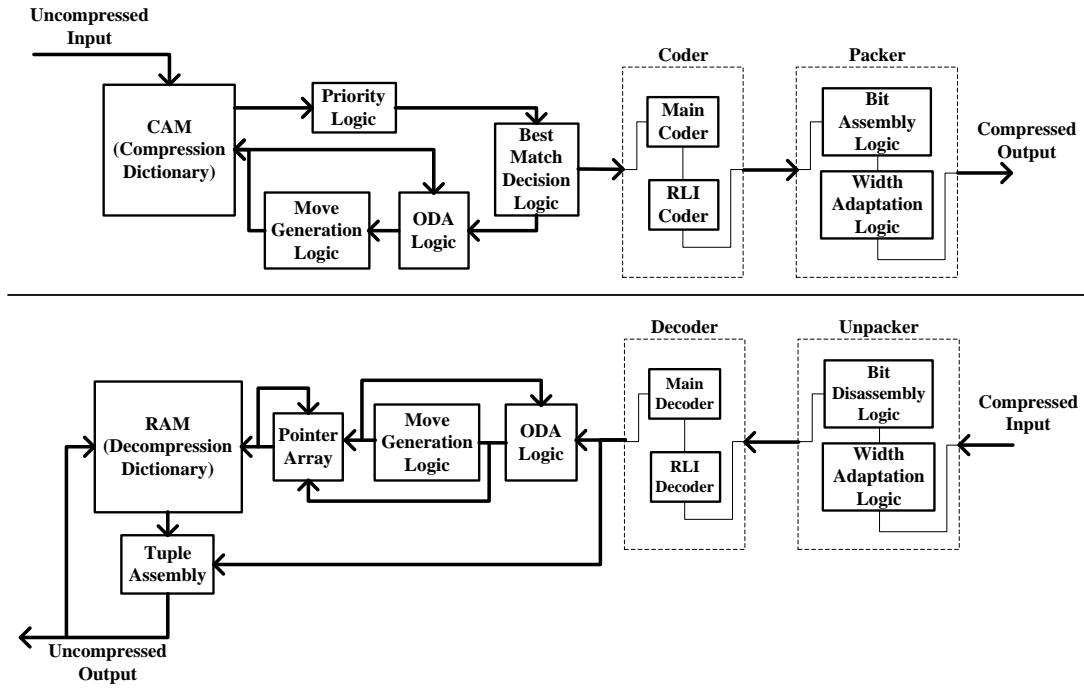 Uncompressed
Input
CAM
(Compression
Dictionary)
Priority
Logic
Move
Generation
Logic
ODA
Logic
Best
Match
Decision
Logic
Coder
Main
Coder
RLI
Coder
Packer
Bit
Assembly
Logic
Width
Adaptation
Logic
Compressed
Output
RAM
(Decompression
Dictionary)
Pointer
Array
Move
Generation
Logic
ODA
Logic
Decoder
Main
Decoder
RLI
Decoder
Unpacker
Bit
Disassembly
Logic
Width
Adaptation
Logic
Compressed
Input
Tuple
Assembly
Uncompressed
Output